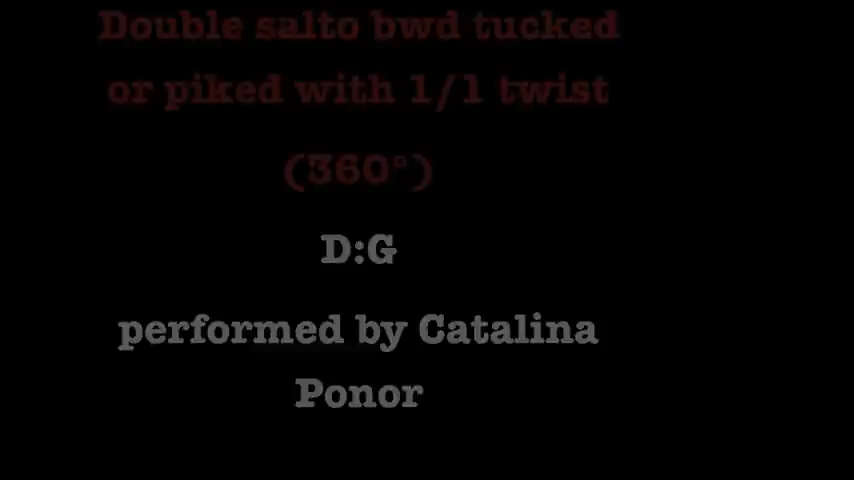 Double salto bwd tucked
or piked with 1/1 twist
(360°)
D:G
performed by Catalina
Ponor